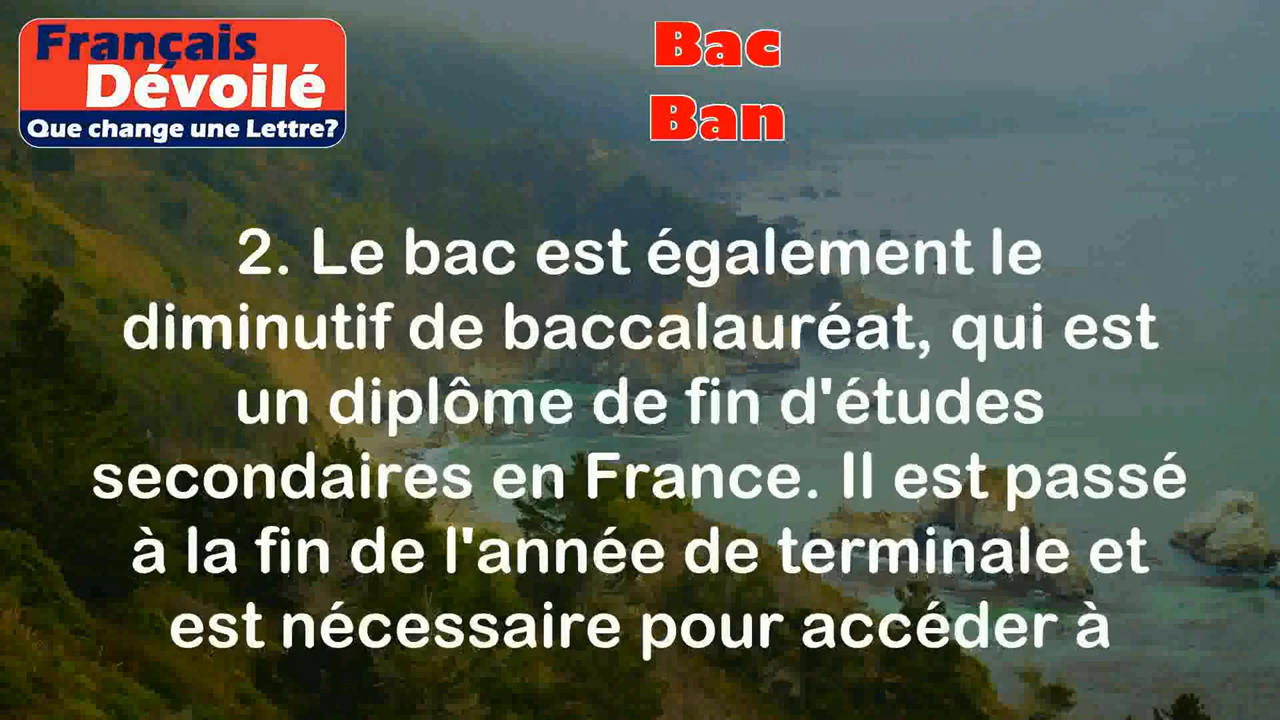 Français
Dévoilé
Que change une Lettre?
Bac
Ban
2. Le bac est également le
diminutif de baccalauréat, qui est
un diplôme de fin d'études
secondaires en France. Il est passé
à la fin de l'année de terminale et
est nécessaire pour accéder à